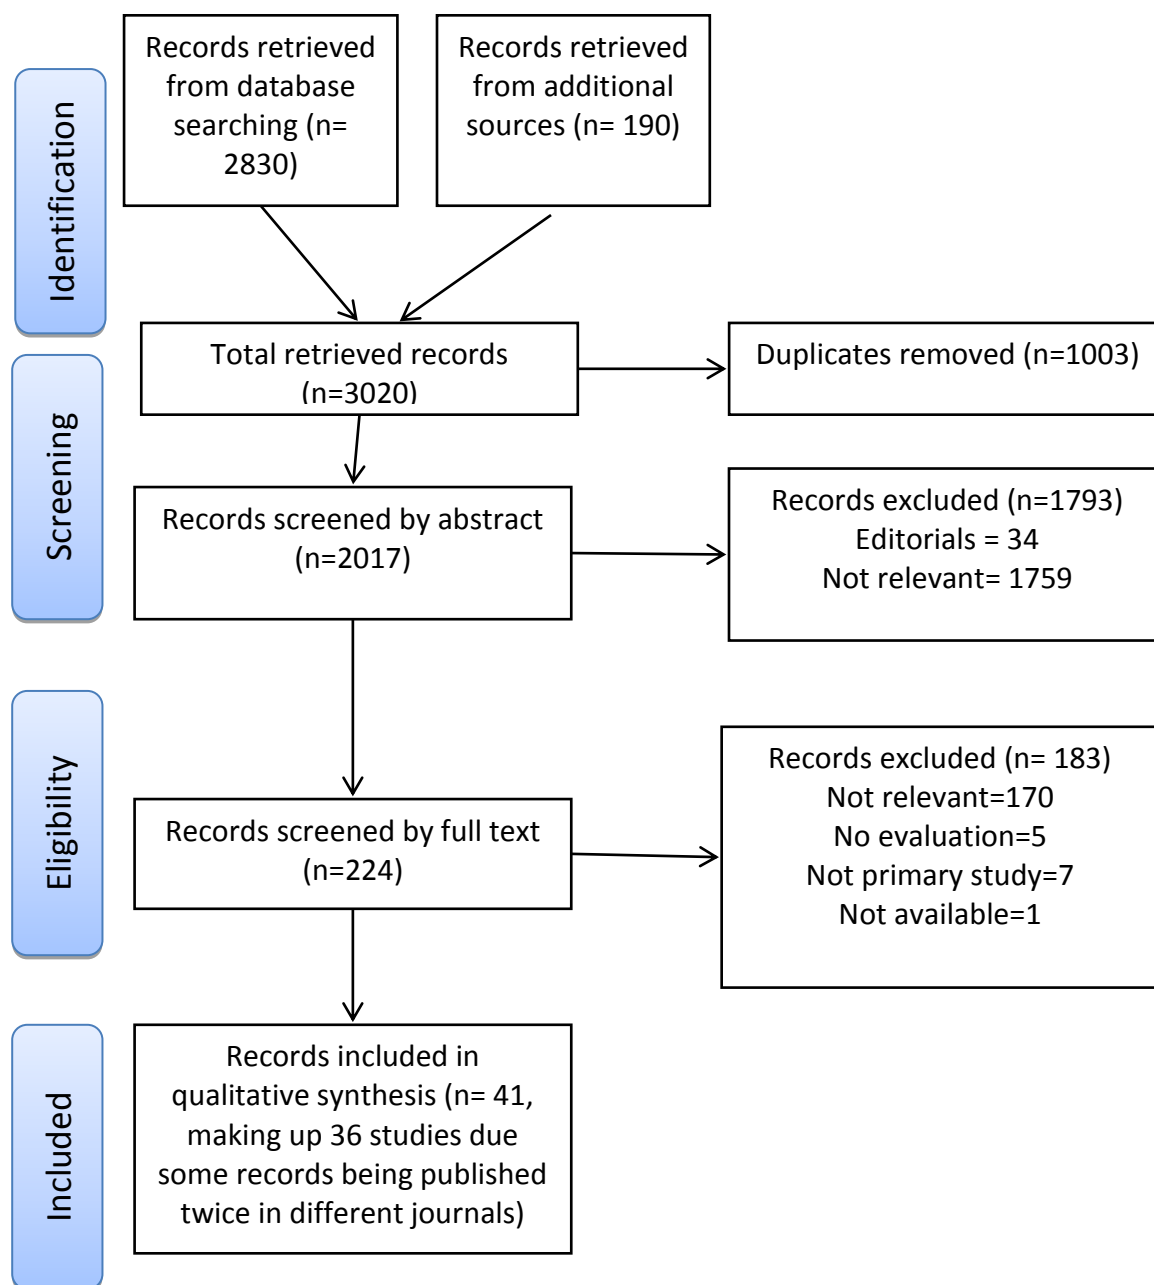 Identification
Records retrieved
from database
searching (n=
2830)
Records retrieved
from additional
sources (n= 190)
Screening
Total retrieved records
(n=3020)
Duplicates removed (n=1003)
Records screened by abstract
(n=2017)
Records excluded (n=1793)
Editorials = 34
Not relevant= 1759
Eligibility
Records screened by full text
(n=224)
Records excluded (n= 183)
Not relevant=170
No evaluation=5
Not primary study=7
Not available=1
Included
Records included in
qualitative synthesis (n= 41,
making up 36 studies due
some records being published
twice in different journals)